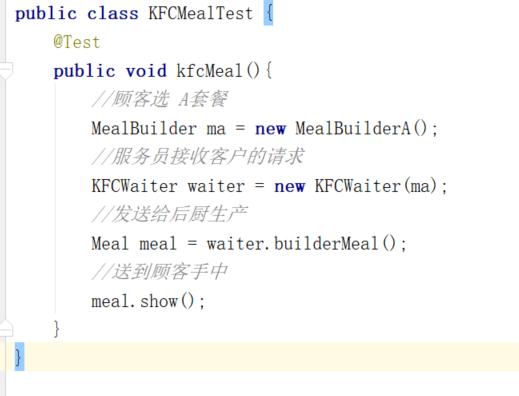 public class KFCMealTest {
@Test
public void kfcMeal(){
//顾客选 A套餐
MealBuilder ma = new MealBuilderA();
//服务员接收客户的请求
KFCWaiter waiter = new KFCWaiter(ma);
//发送给后厨生产
Meal meal = waiter.builderMeal();
//送到顾客手中
meal.show();
}
}